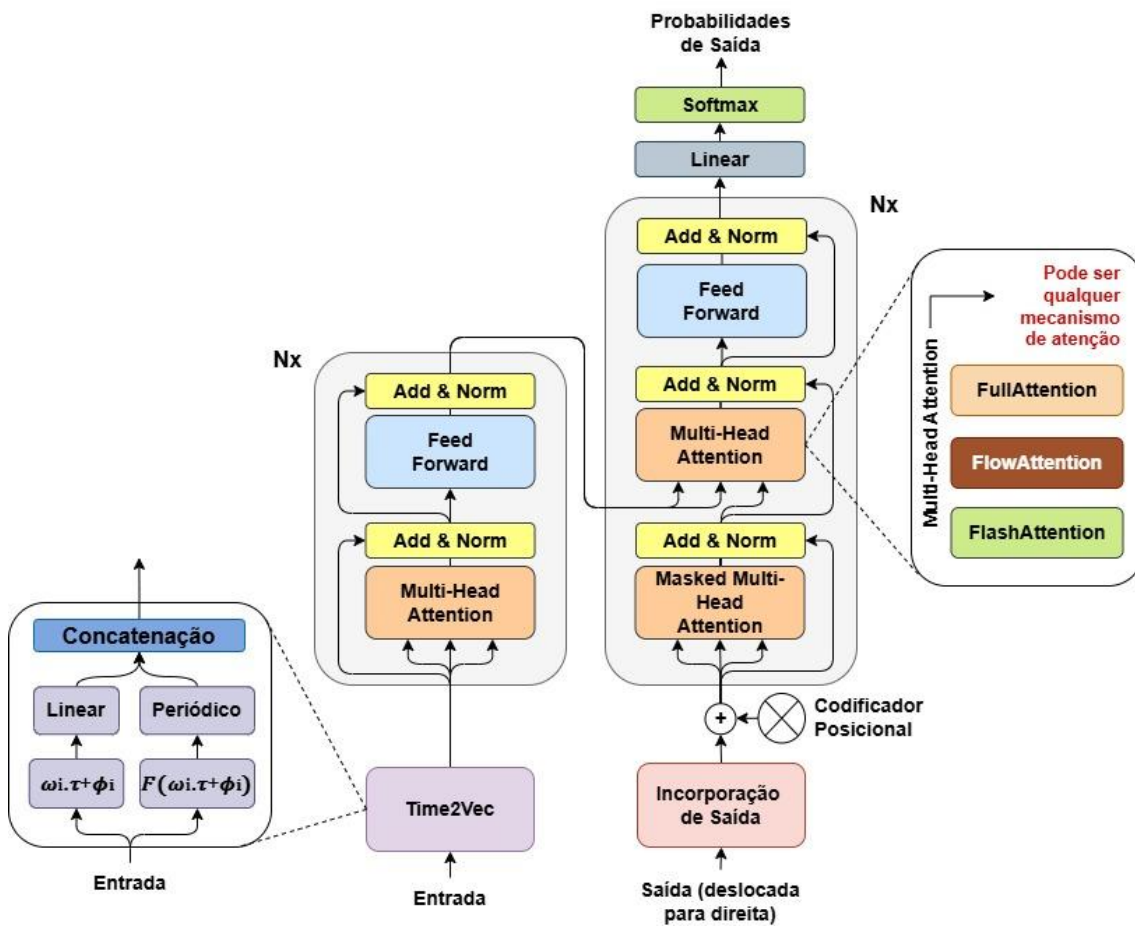 Probabilidades
de Saída
Softmax
Linear
Nx
Add & Norm
Feed
Forward
Add & Norm
Multi-Head
Attention
Add & Norm
Masked Multi-
Head
Attention
+
Codificador
Posicional
Incorporação
de Saída
Saída (deslocada
para direita)
Nx
Add & Norm
Feed
Forward
Add & Norm
Multi-Head
Attention
Time2Vec
Entrada
Concatenação
Linear
Periódico
ωi.τ+ϕi
F(ωi.τ+ϕi)
Entrada
Multi-Head Attention
Pode ser
qualquer
mecanismo
de atenção
FullAttention
FlowAttention
FlashAttention